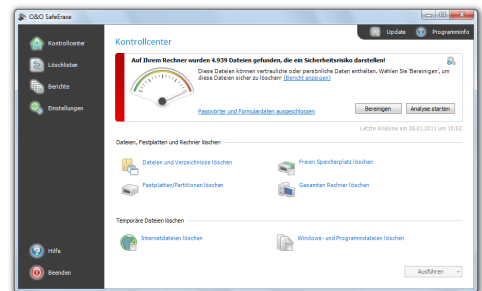 O&O SafeErase
Update
Programminfo
Kontrollcenter
Löschlisten
Berichte
Einstellungen
Hilfe
Beenden
Kontrollcenter
Auf Ihrem Rechner wurden 4.939 Dateien gefunden, die ein Sicherheitsrisiko darstellen!
Diese Dateien können vertrauliche oder persönliche Daten enthalten. Wählen Sie 'Bereinigen', um
diese Dateien sicher zu löschen! (Bericht anzeigen)
Passwörter und Formulardaten ausgeschlossen
Bereinigen
Analyse starten
Letzte Analyse am 28.01.2011 um 10:02
Dateien, Festplatten und Rechner löschen
Dateien und Verzeichnisse löschen
Freien Speicherplatz löschen
Festplatten/Partitionen löschen
Gesamten Rechner löschen
Temporäre Dateien löschen
Internetdateien löschen
Windows- und Programmdateien löschen
Ausführen